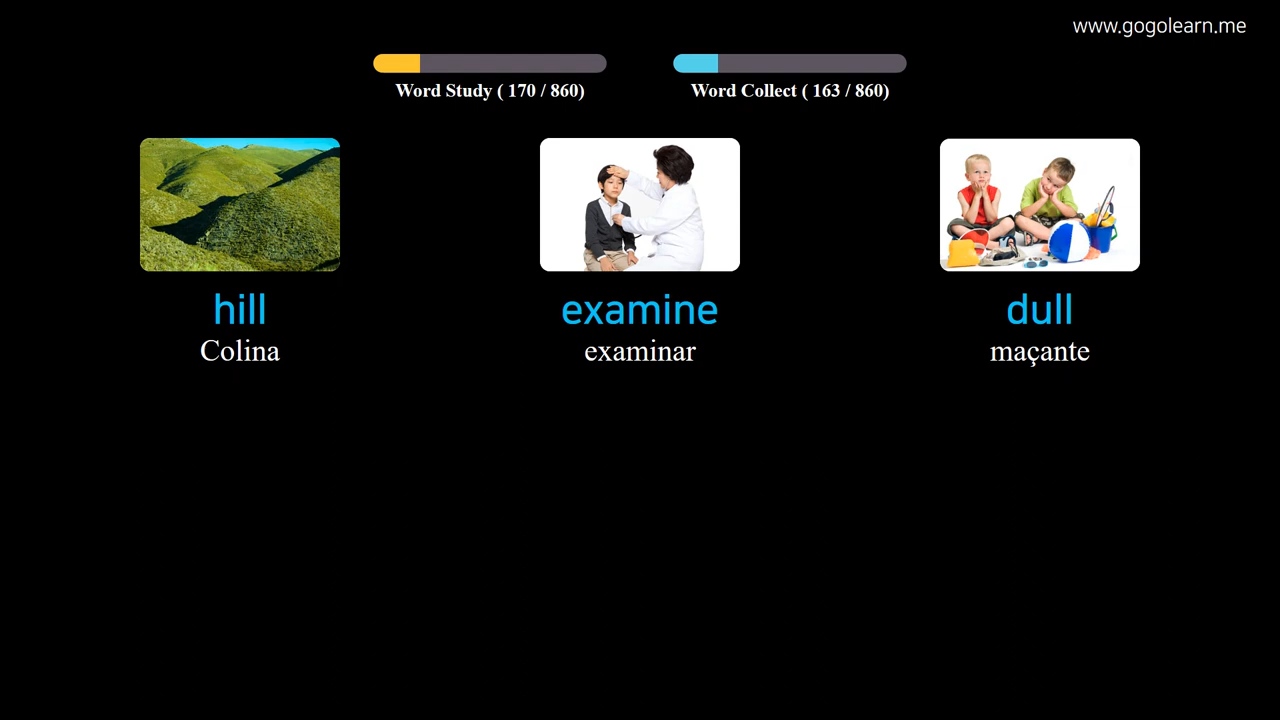 www.gogolearn.me
Word Study ( 170 / 860)
Word Collect ( 163 / 860)
hill
Colina
examine
examinar
dull
maçante